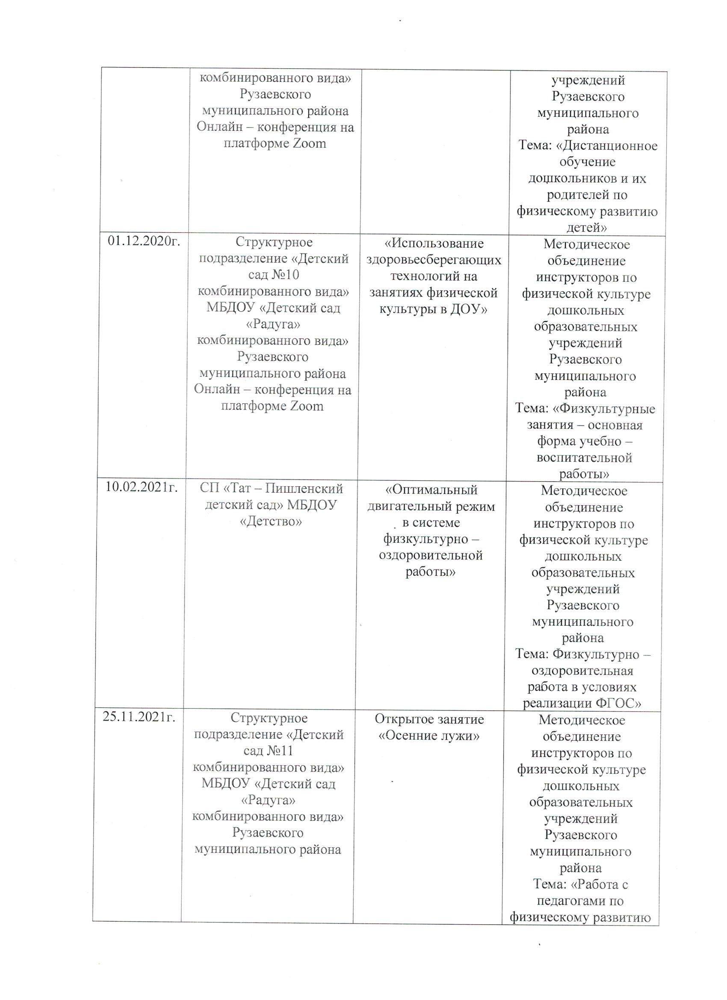 комбинированного вида»
Рузаевского
муниципального района
Онлайн – конференция на
платформе Zoom
учреждений
Рузаевского
муниципального
района
Тема: «Дистанционное
обучение
дошкольников и их
родителей по
физическому развитию
детей»
01.12.2020г.
Структурное
подразделение «Детский
сад №10
комбинированного вида»
МБДОУ «Детский сад
«Радуга»
комбинированного вида»
Рузаевского
муниципального района
Онлайн – конференция на
платформе Zoom
«Использование
здоровьесберегающих
технологий на
занятиях физической
культуры в ДОУ»
Методическое
объединение
инструкторов по
физической культуре
дошкольных
образовательных
учреждений
Рузаевского
муниципального
района
Тема: «Физкультурные
занятия – основная
форма учебно –
воспитательной
работы»
10.02.2021г.
СП «Тат – Пишленский
детский сад» МБДОУ
«Детство»
«Оптимальный
двигательный режим
в системе
физкультурно –
оздоровительной
работы»
Методическое
объединение
инструкторов по
физической культуре
дошкольных
образовательных
учреждений
Рузаевского
муниципального
района
Тема: Физкультурно –
оздоровительная
работа в условиях
реализации ФГОС»
25.11.2021г.
Структурное
подразделение «Детский
сад №11
комбинированного вида»
МБДОУ «Детский сад
«Радуга»
комбинированного вида»
Рузаевского
муниципального района
Открытое занятие
«Осенние лужи»
Методическое
объединение
инструкторов по
физической культуре
дошкольных
образовательных
учреждений
Рузаевского
муниципального
района
Тема: «Работа с
педагогами по
физическому развитию